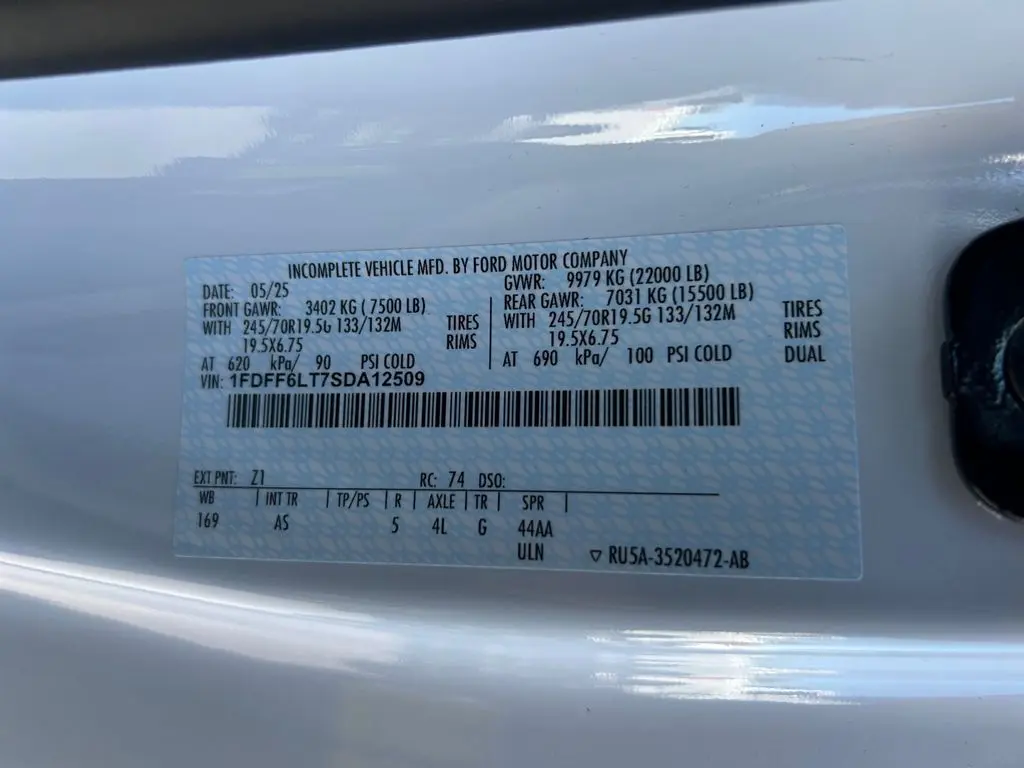 INCOMPLETE VEHICLE MFD. BY FORD MOTOR COMPANY
DATE: 05/25
FRONT GAWR: 3402 KG ( 7500 LB)
WITH 245/70R19.5G 133/132M TIRES
19.5X6.75 RIMS
AT 620 kPa/ 90 PSI COLD
GVWR: 9979 KG (22000 LB)
REAR GAWR: 7031 KG (15500 LB)
WITH 245/70R19.5G 133/132M TIRES
19.5X6.75 RIMS
AT 690 kPa/ 100 PSI COLD DUAL
VIN: 1FDFF6LT7SDA12509
EXT PNT: Z1 RC: 74 DSO:
WB | INT TR | TP/PS | R | AXLE | TR | SPR |
169 AS 5 4L G 44AA
ULN ▽ RU5A-3520472-AB